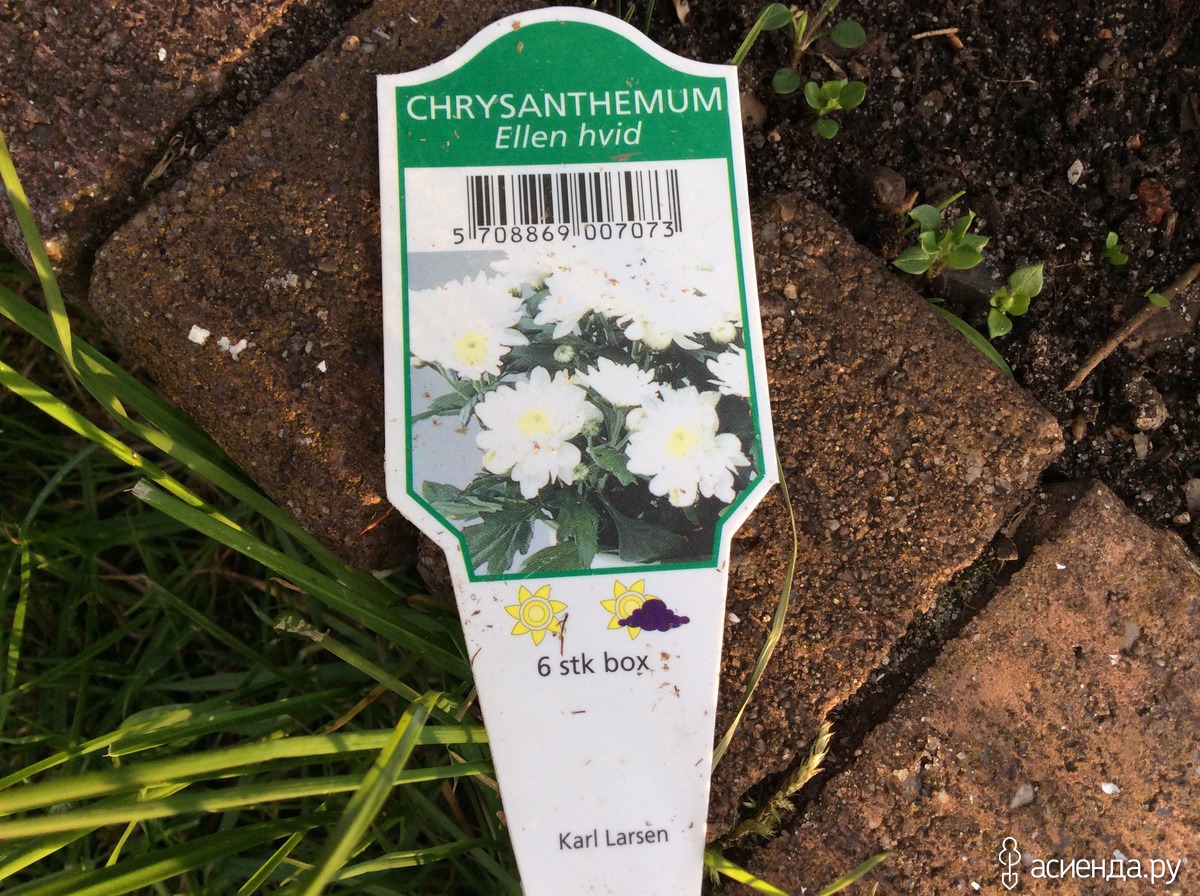 CHRYSANTHEMUM
Ellen hvid
5 708869 007073
6 stk box
Karl Larsen
асиенда.ру